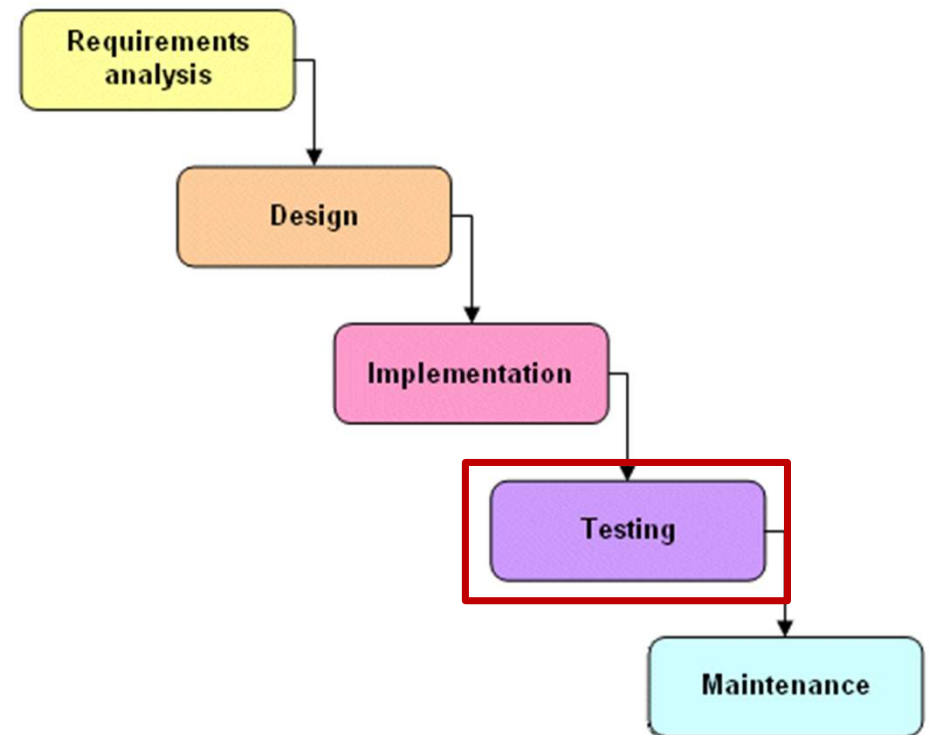 Requirements
analysis
Design
Implementation
Testing
Maintenance